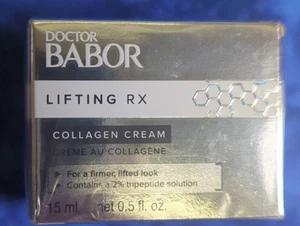 DOCTOR
BABOR
LIFTING RX
COLLAGEN CREAM
CRÈME AU COLLAGÈNE
For a firmer, lifted look
Contains a 2% tripeptide solution
15 ml net 0.5 fl. oz.